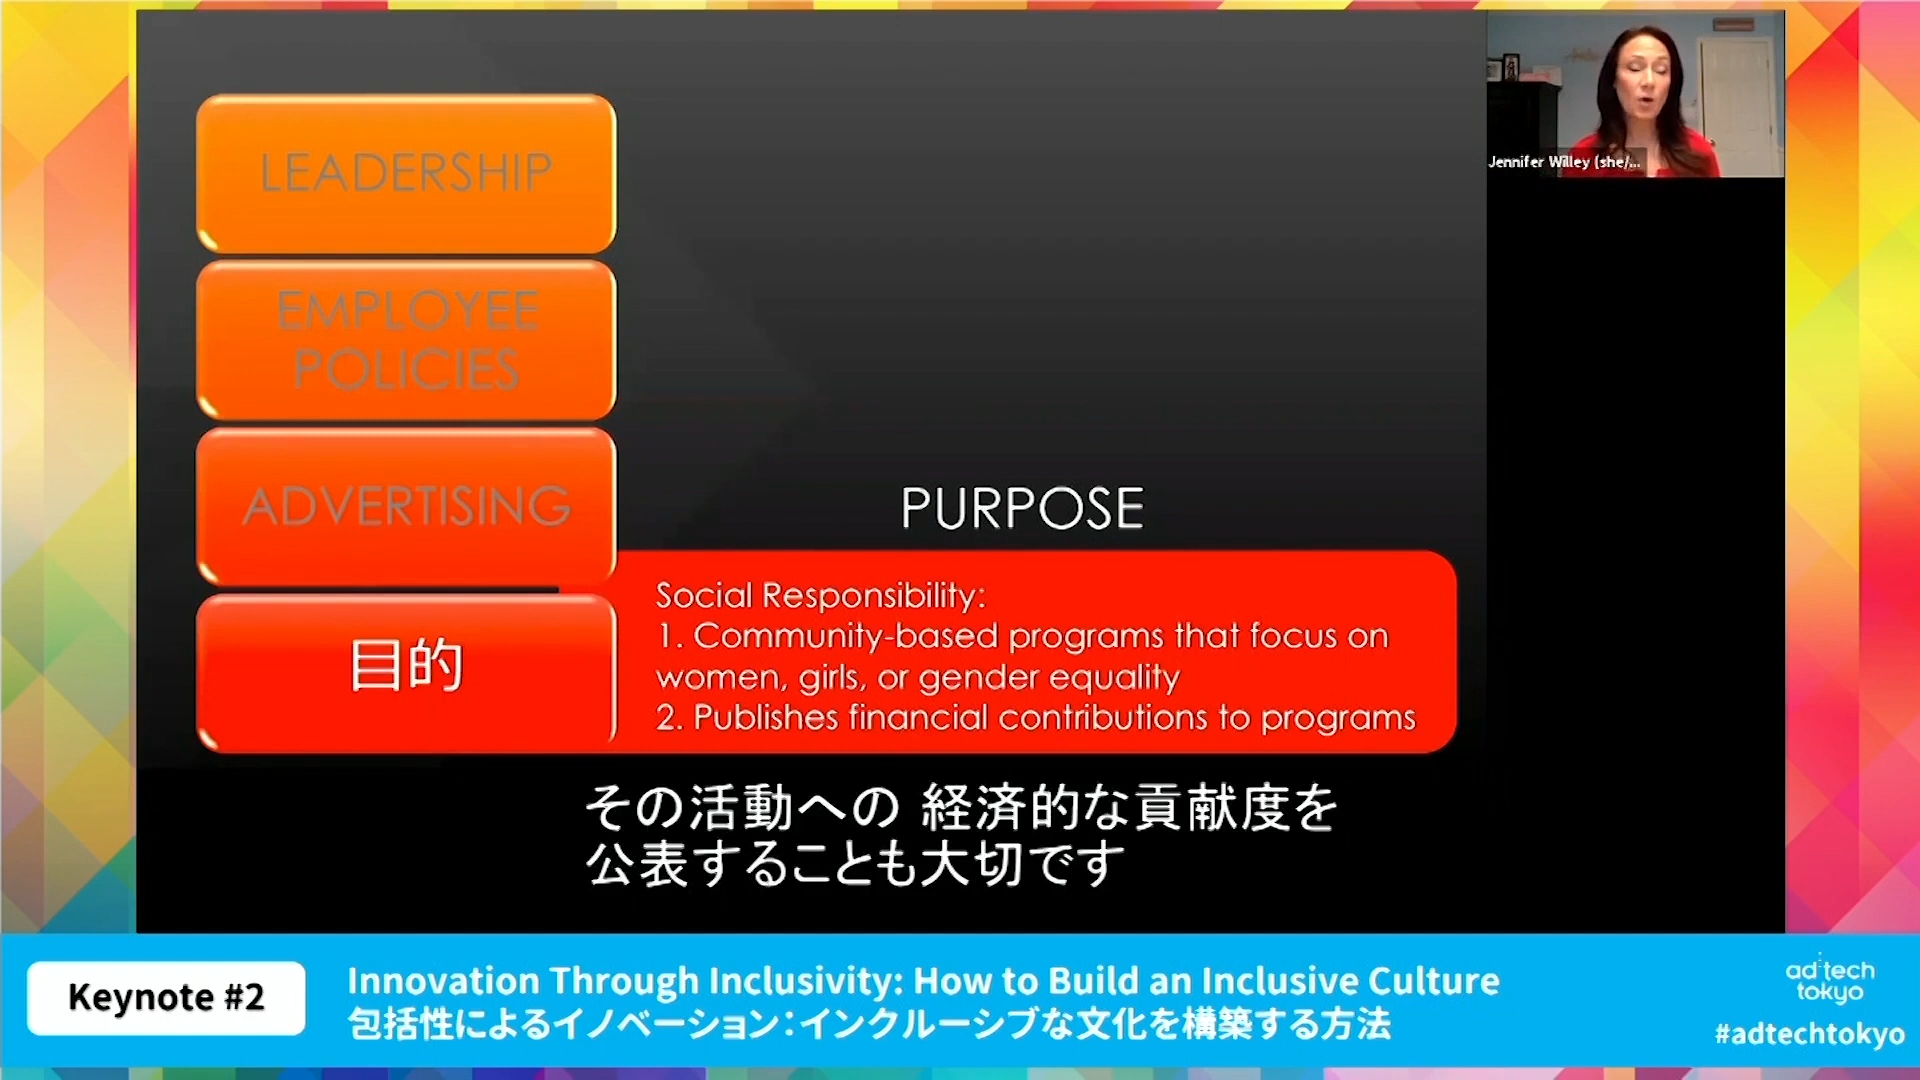 LEADERSHIP
EMPLOYEE
POLICIES
ADVERTISING
目的
PURPOSE
Social Responsibility:
1. Community-based programs that focus on
women, girls, or gender equality
2. Publishes financial contributions to programs
Jennifer Willey (she/...
その活動への 経済的な貢献度を
公表することも大切です
Keynote #2
Innovation Through Inclusivity: How to Build an Inclusive Culture
包括性によるイノベーション：インクルーシブな文化を構築する方法
ad:tech
tokyo
#adtechtokyo